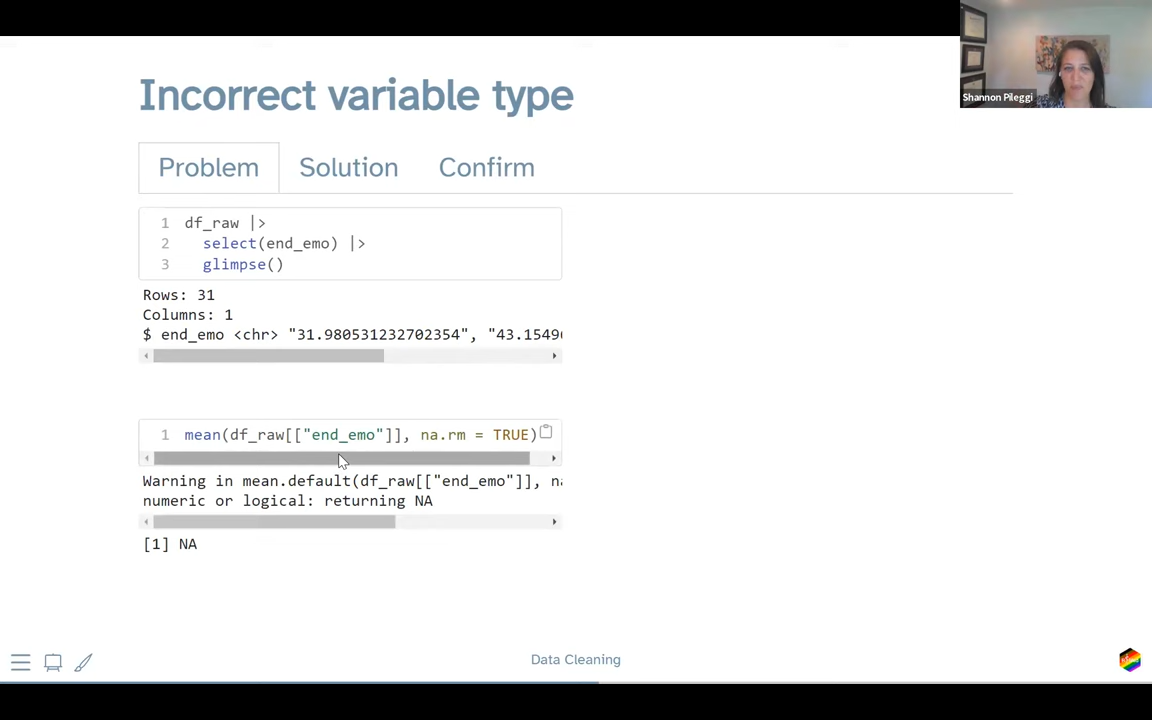 Incorrect variable type
Shannon Pileggi
Problem
Solution
Confirm
1 df_raw |>
2 select(end_emo) |>
3 glimpse()
Rows: 31
Columns: 1
$ end_emo <chr> "31.980531232702354", "43.1549
1 mean(df_raw[["end_emo"]], na.rm = TRUE)
Warning in mean.default(df_raw[["end_emo"]], na
numeric or logical: returning NA
[1] NA
Data Cleaning